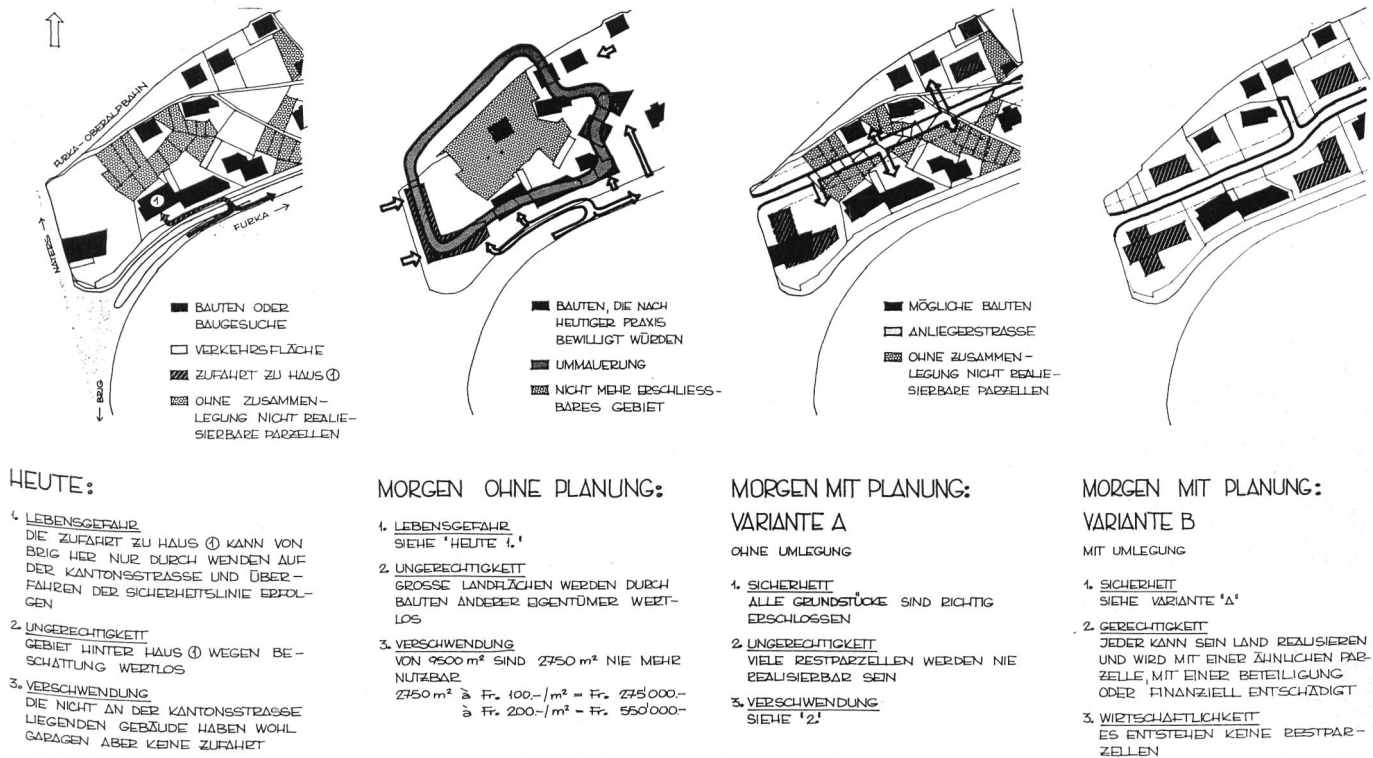 FURKA-OBERALPBAHN
NATERS
BRIG
FURKA
1
BAUTEN ODER
BAUGESUCHE
VERKEHRSFLÄCHE
ZUFAHRT ZU HAUS ①
OHNE ZUSAMMEN-
LEGUNG NICHT REALIE-
SIERBARE PARZELLEN
BAUTEN, DIE NACH
HEUTIGER PRAXIS
BEWILLIGT WÜRDEN
UMMAUERUNG
NICHT MEHR ERSCHLIESS-
BARES GEBIET
MÖGLICHE BAUTEN
ANLIEGERSTRASSE
OHNE ZUSAMMEN-
LEGUNG NICHT REALIE-
SIERBARE PARZELLEN
HEUTE:
1. LEBENSGEFAHR
DIE ZUFAHRT ZU HAUS ① KANN VON
BRIG HER NUR DURCH WENDEN AUF
DER KANTONSSTRASSE UND ÜBER-
FAHREN DER SICHERHEITSLINIE ERFOL-
GEN
2. UNGERECHTIGKEIT
GEBIET HINTER HAUS ① WEGEN BE-
SCHATTUNG WERTLOS
3. VERSCHWENDUNG
DIE NICHT AN DER KANTONSSTRASSE
LIEGENDEN GEBÄUDE HABEN WOHL
GARAGEN ABER KEINE ZUFAHRT
MORGEN OHNE PLANUNG:
1. LEBENSGEFAHR
SIEHE 'HEUTE 1.'
2. UNGERECHTIGKEIT
GROSSE LANDFLÄCHEN WERDEN DURCH
BAUTEN ANDERER EIGENTÜMER WERT-
LOS
3. VERSCHWENDUNG
VON 9500 m² SIND 2750 m² NIE MEHR
NUTZBAR
2750 m² à Fr. 100.-/m² = Fr. 275'000.-
à Fr. 200.-/m² = Fr. 550'000.-
MORGEN MIT PLANUNG:
VARIANTE A
OHNE UMLEGUNG
1. SICHERHEIT
ALLE GRUNDSTÜCKE SIND RICHTIG
ERSCHLOSSEN
2. UNGERECHTIGKEIT
VIELE RESTPARZELLEN WERDEN NIE
REALISIERBAR SEIN
3. VERSCHWENDUNG
SIEHE '2.'
MORGEN MIT PLANUNG:
VARIANTE B
MIT UMLEGUNG
1. SICHERHEIT
SIEHE VARIANTE 'A'
2. GERECHTIGKEIT
JEDER KANN SEIN LAND REALISIEREN
UND WIRD MIT EINER ÄHNLICHEN PAR-
ZELLE, MIT EINER BETEILIGUNG
ODER FINANZIELL ENTSCHÄDIGT
3. WIRTSCHAFTLICHKEIT
ES ENTSTEHEN KEINE RESTPAR-
ZELLEN